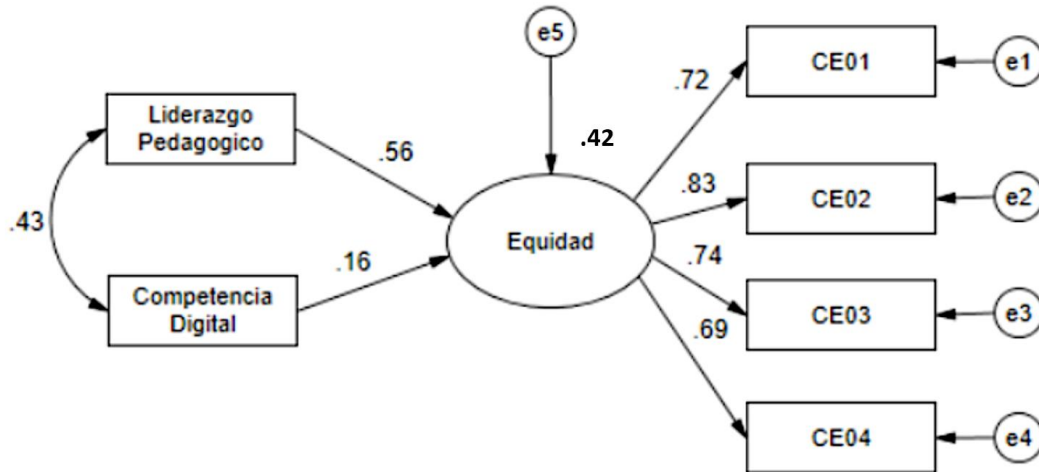 e5
CE01
e1
.72
Liderazgo
Pedagogico
.42
.56
.83
CE02
e2
.43
Equidad
.16
.74
Competencia
Digital
CE03
e3
.69
CE04
e4